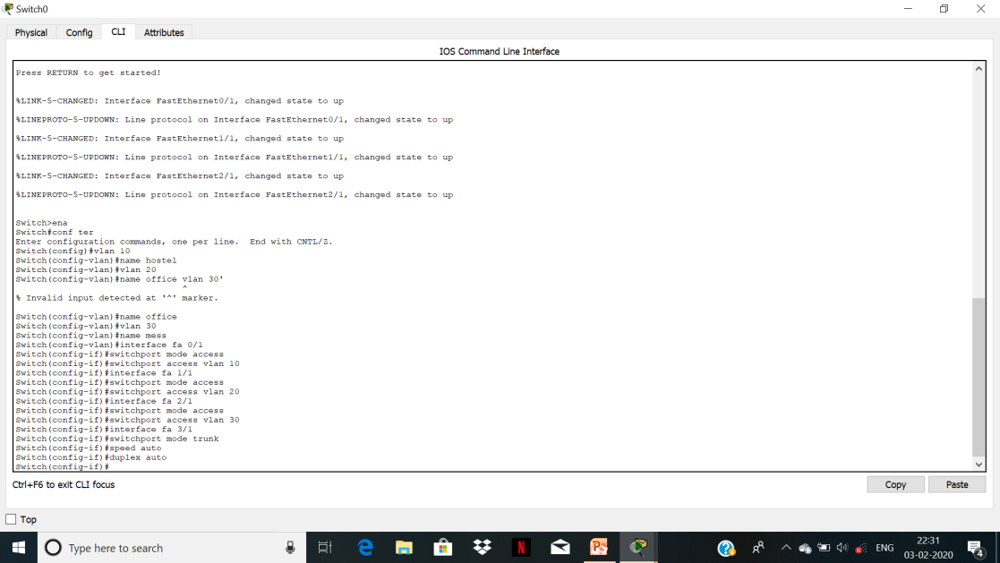 Switch0
Physical Config CLI Attributes
IOS Command Line Interface
Press RETURN to get started!
%LINK-5-CHANGED: Interface FastEthernet0/1, changed state to up
%LINEPROTO-5-UPDOWN: Line protocol on Interface FastEthernet0/1, changed state to up
%LINK-5-CHANGED: Interface FastEthernet1/1, changed state to up
%LINEPROTO-5-UPDOWN: Line protocol on Interface FastEthernet1/1, changed state to up
%LINK-5-CHANGED: Interface FastEthernet2/1, changed state to up
%LINEPROTO-5-UPDOWN: Line protocol on Interface FastEthernet2/1, changed state to up
Switch>ena
Switch#conf ter
Enter configuration commands, one per line. End with CNTL/Z.
Switch(config)#vlan 10
Switch(config-vlan)#name hostel
Switch(config-vlan)#vlan 20
Switch(config-vlan)#name office vlan 30'
^
% Invalid input detected at '^' marker.
Switch(config-vlan)#name office
Switch(config-vlan)#vlan 30
Switch(config-vlan)#name mess
Switch(config-vlan)#interface fa 0/1
Switch(config-if)#switchport mode access
Switch(config-if)#switchport access vlan 10
Switch(config-if)#interface fa 1/1
Switch(config-if)#switchport mode access
Switch(config-if)#switchport access vlan 20
Switch(config-if)#interface fa 2/1
Switch(config-if)#switchport mode access
Switch(config-if)#switchport access vlan 30
Switch(config-if)#interface fa 3/1
Switch(config-if)#switchport mode trunk
Switch(config-if)#speed auto
Switch(config-if)#duplex auto
Switch(config-if)#
Ctrl+F6 to exit CLI focus
Copy Paste
Top
Type here to search
ENG
22:31
03-02-2020
4